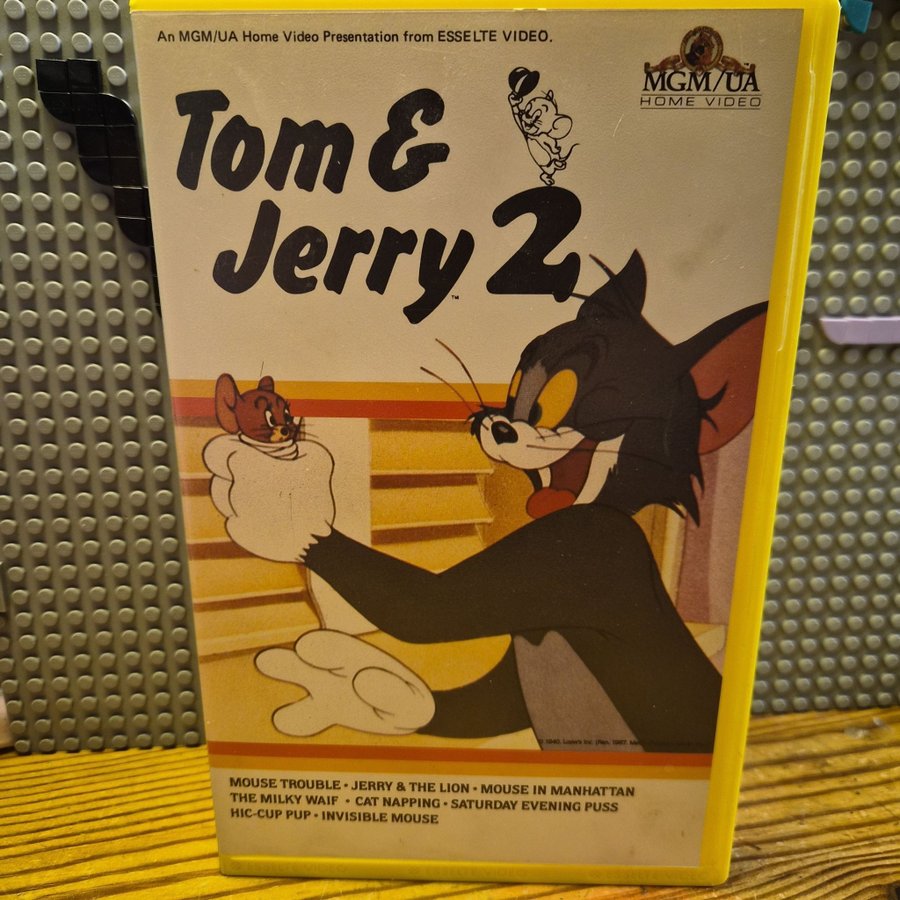 An MGM/UA Home Video Presentation from ESSELTE VIDEO.
MGM/UA
HOME VIDEO
Tom &
Jerry 2
TM
MOUSE TROUBLE • JERRY & THE LION • MOUSE IN MANHATTAN
THE MILKY WAIF • CAT NAPPING • SATURDAY EVENING PUSS
HIC-CUP PUP • INVISIBLE MOUSE